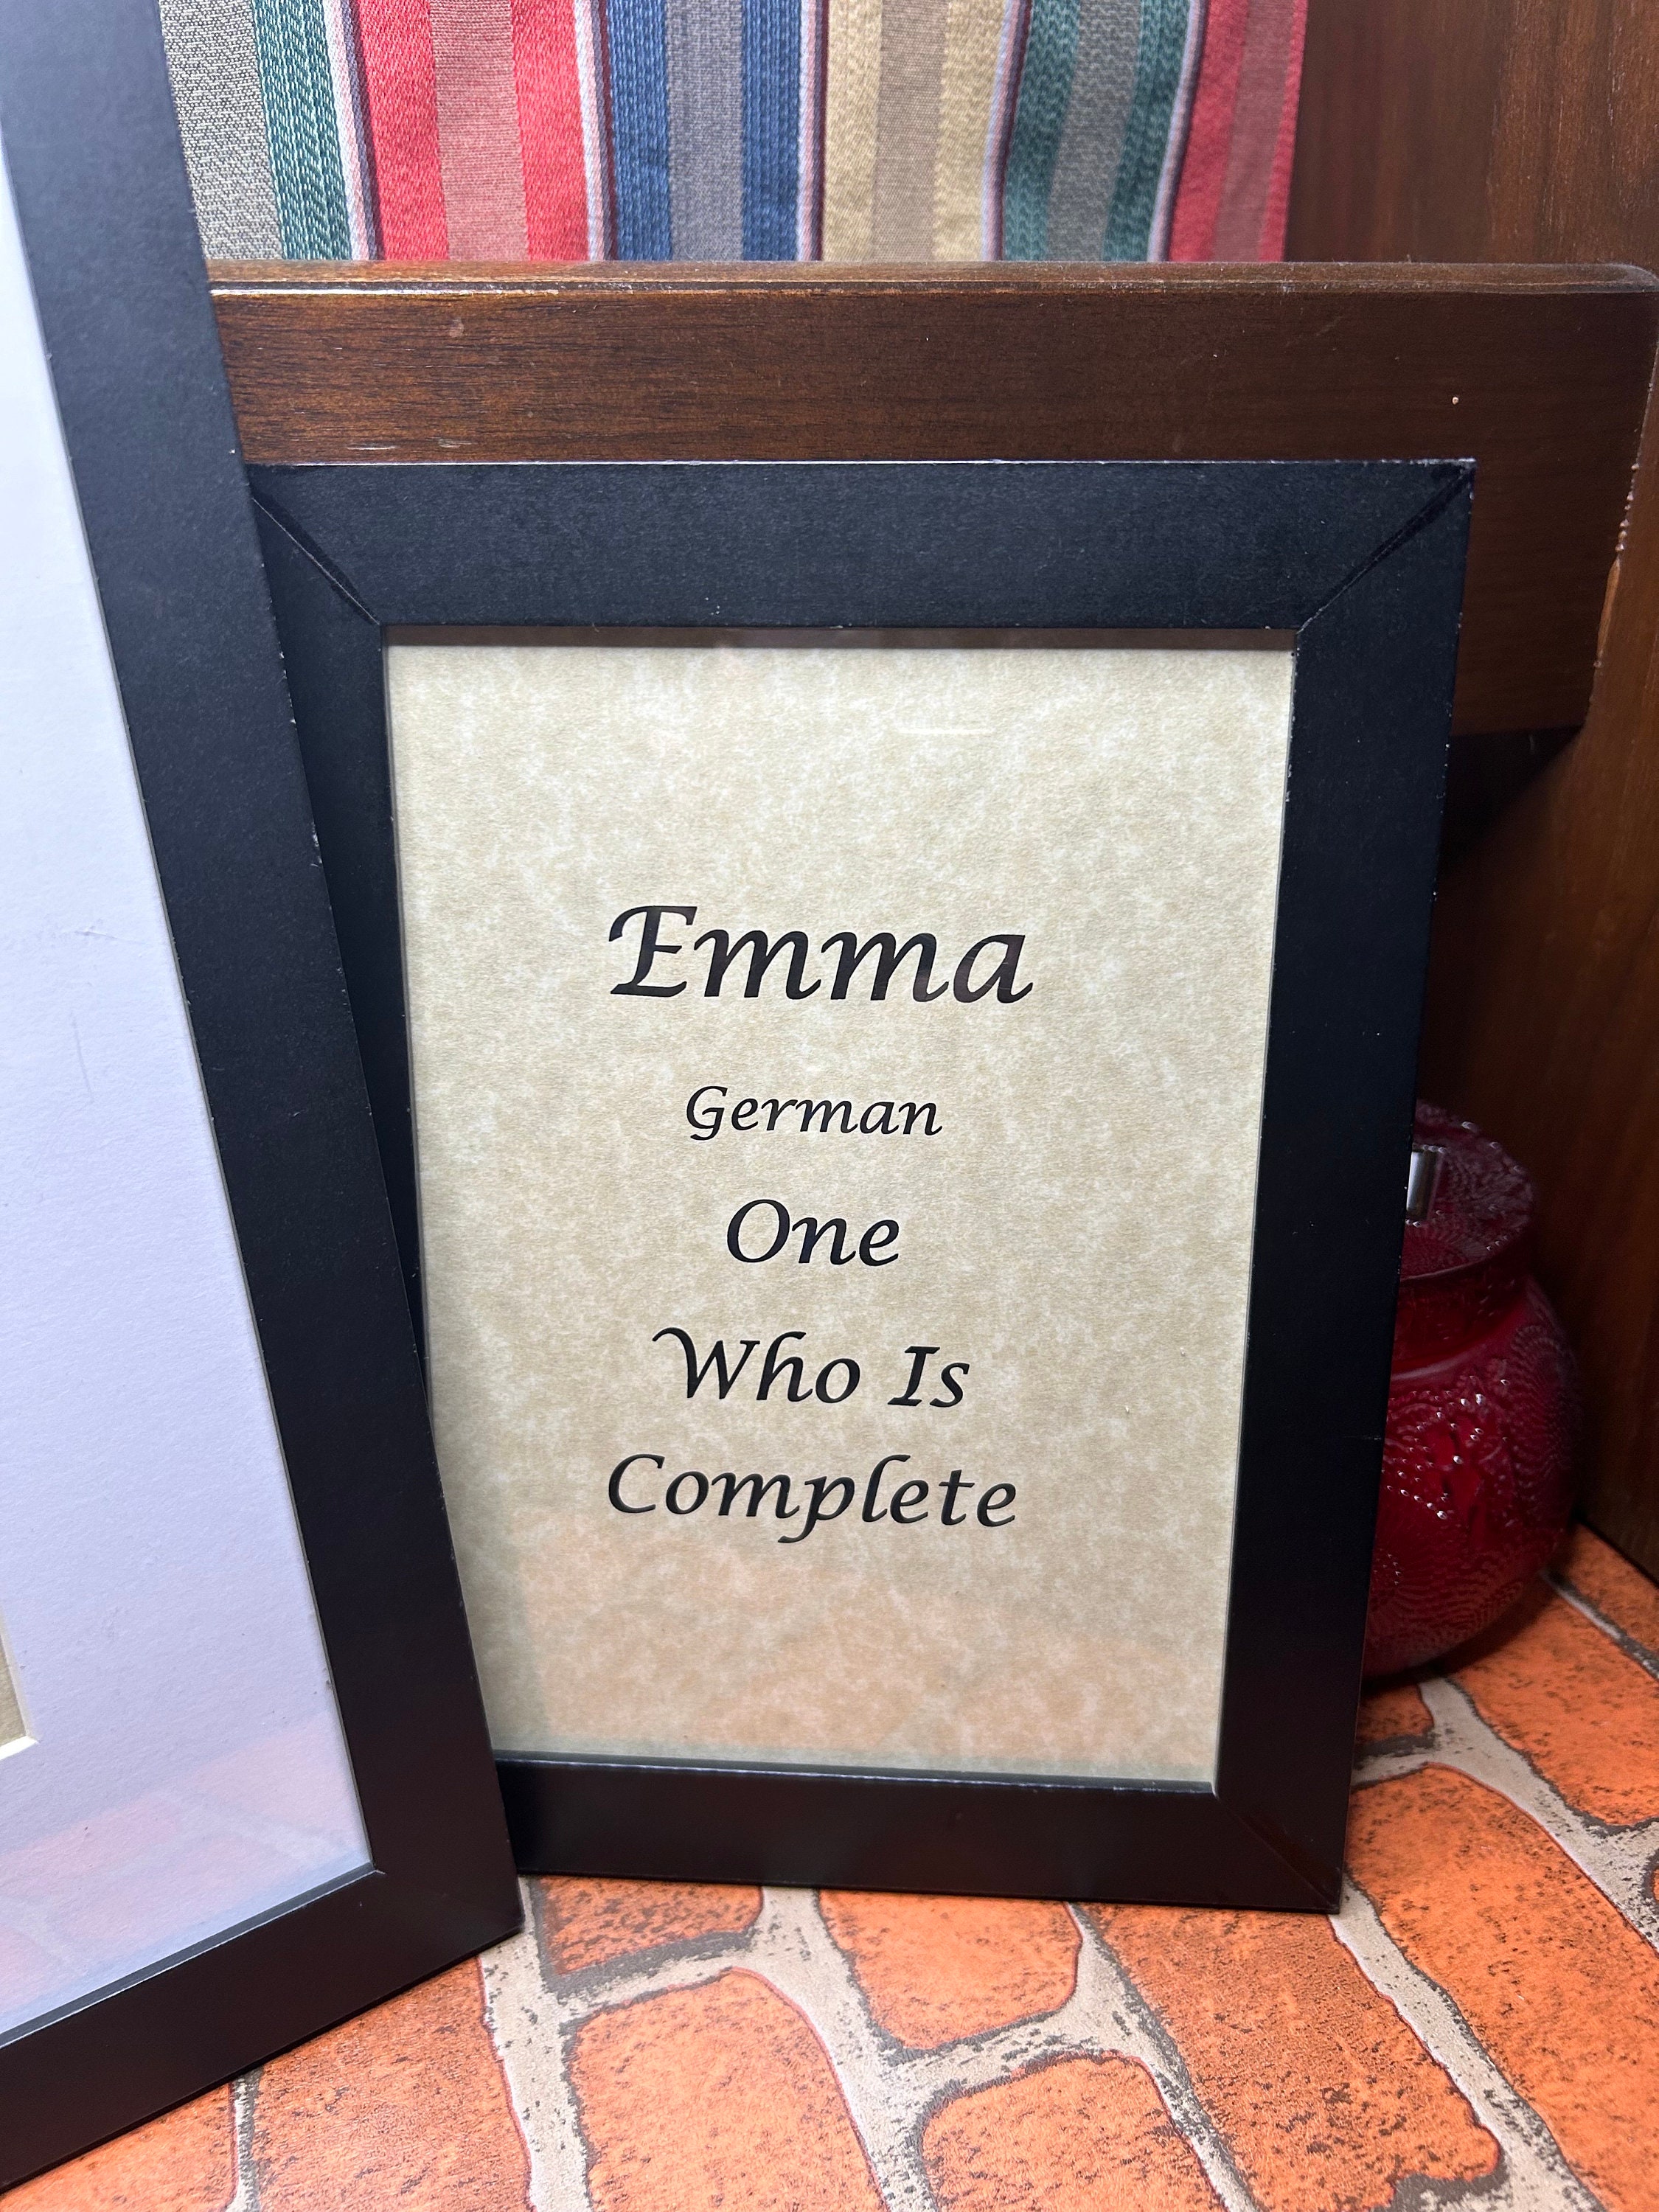 Emma
German
One
Who Is
Complete